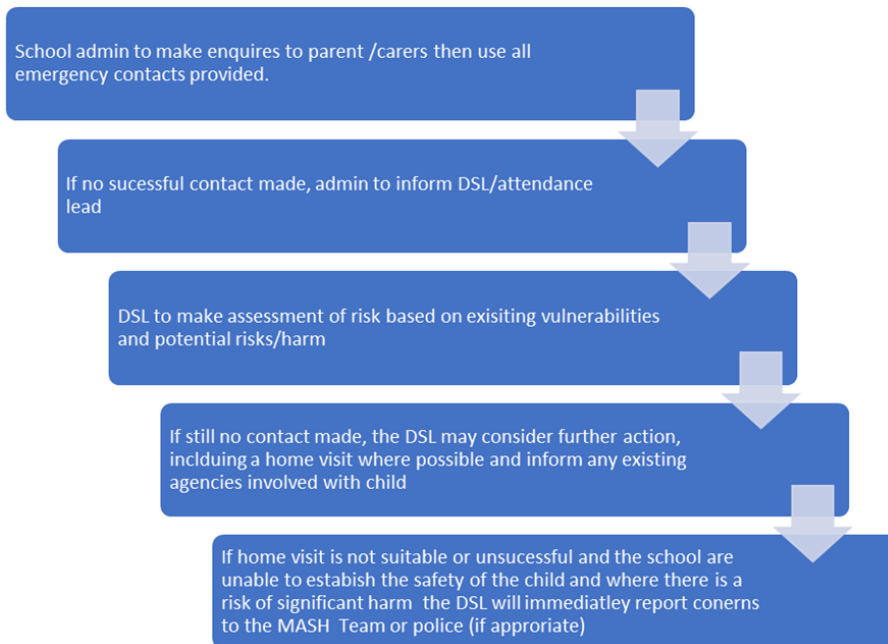 School admin to make enquires to parent /carers then use all
emergency contacts provided.
If no sucessful contact made, admin to inform DSL/attendance
lead
DSL to make assessment of risk based on exisiting vulnerabilities
and potential risks/harm
If still no contact made, the DSL may consider further action,
inclduing a home visit where possible and inform any existing
agencies involved with child
If home visit is not suitable or unsucessful and the school are
unable to estabish the safety of the child and where there is a
risk of significant harm  the DSL will immediatley report conerns
to the MASH  Team or police (if approriate)